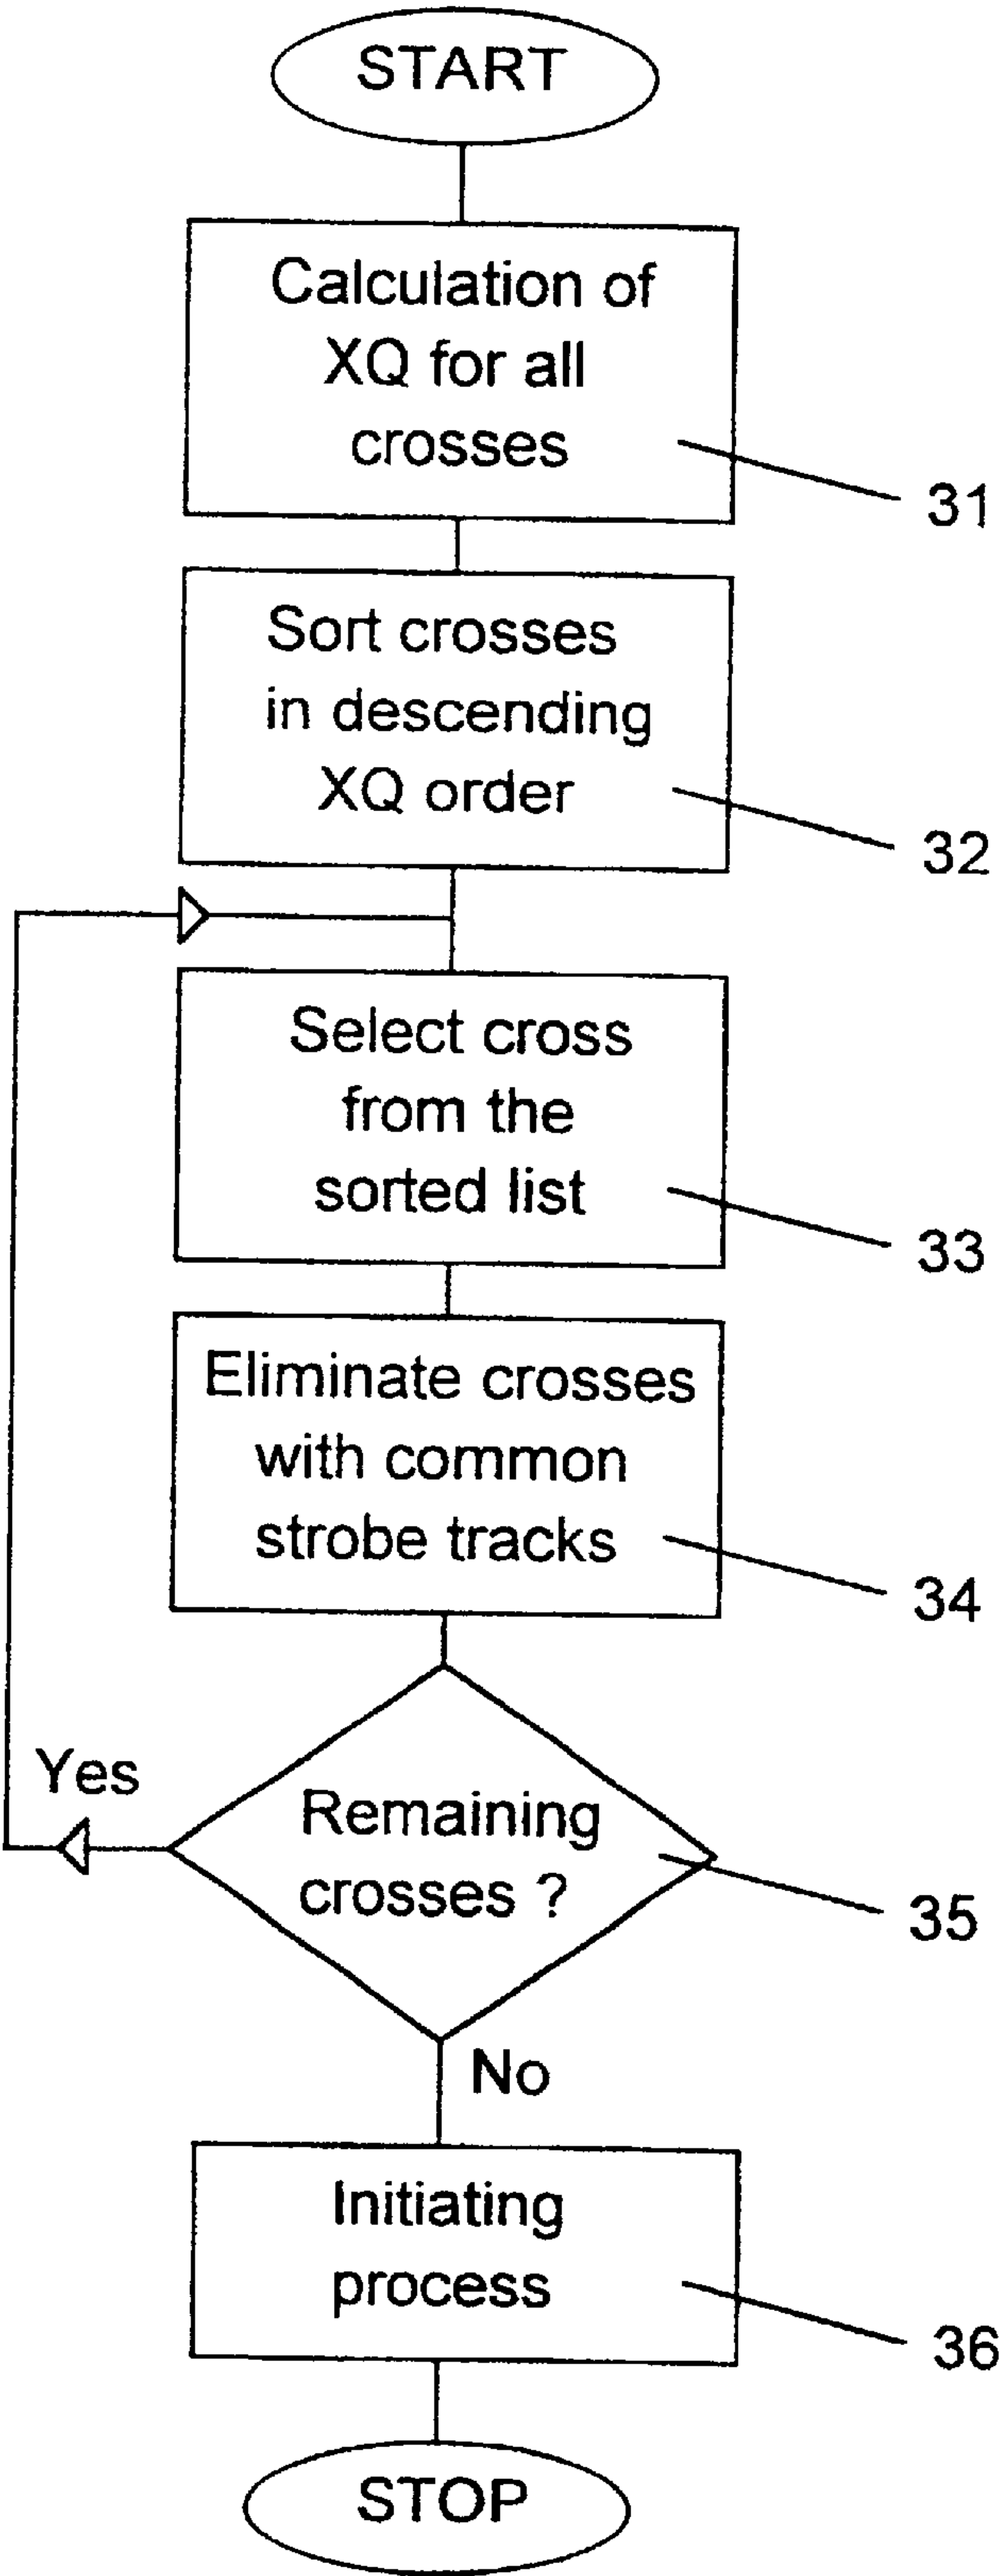 START
Calculation of
XQ for all
crosses
31
Sort crosses
in descending
XQ order
32
Select cross
from the
sorted list
33
Eliminate crosses
with common
strobe tracks
34
Yes
Remaining
crosses ?
35
No
Initiating
process
36
STOP